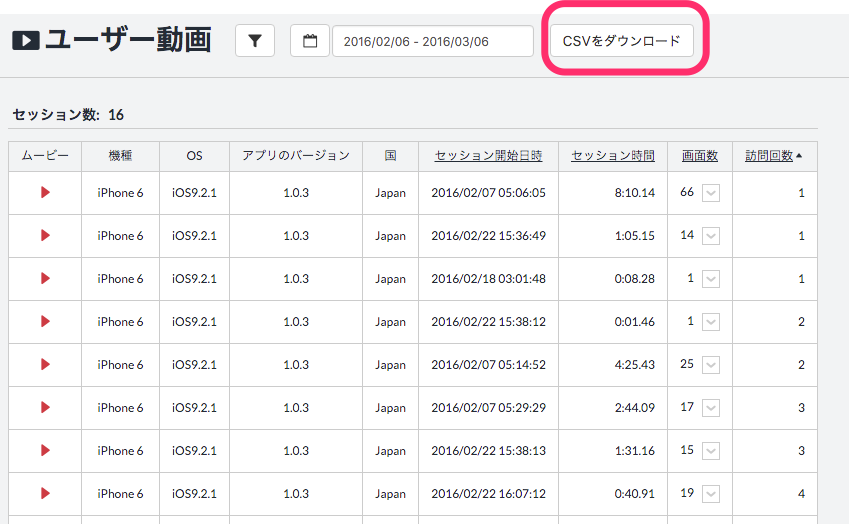 ユーザー動画 2016/02/06 - 2016/03/06 CSVをダウンロード
セッション数: 16
ムービー 機種 OS アプリのバージョン 国 セッション開始日時 セッション時間 画面数 訪問回数
iPhone 6 iOS9.2.1 1.0.3 Japan 2016/02/07 05:06:05 8:10.14 66 1
iPhone 6 iOS9.2.1 1.0.3 Japan 2016/02/22 15:36:49 1:05.15 14 1
iPhone 6 iOS9.2.1 1.0.3 Japan 2016/02/18 03:01:48 0:08.28 1 1
iPhone 6 iOS9.2.1 1.0.3 Japan 2016/02/22 15:38:12 0:01.46 1 2
iPhone 6 iOS9.2.1 1.0.3 Japan 2016/02/07 05:14:52 4:25.43 25 2
iPhone 6 iOS9.2.1 1.0.3 Japan 2016/02/07 05:29:29 2:44.09 17 3
iPhone 6 iOS9.2.1 1.0.3 Japan 2016/02/22 15:38:13 1:31.16 15 3
iPhone 6 iOS9.2.1 1.0.3 Japan 2016/02/22 16:07:12 0:40.91 19 4